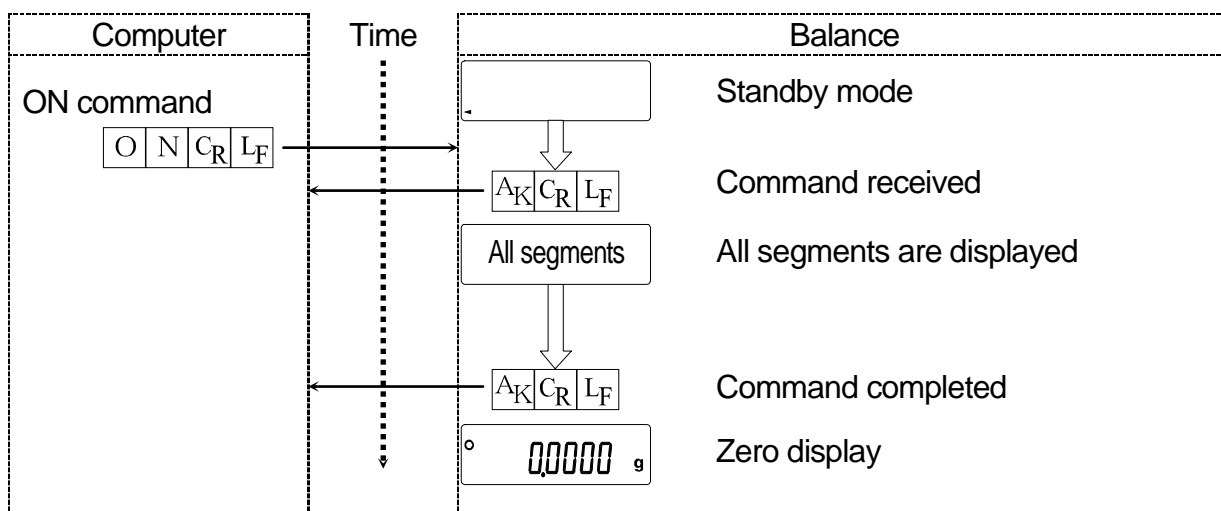 Computer Time Balance
Standby mode
ON command
O N CR LF
AK CR LF Command received
All segments All segments are displayed
AK CR LF Command completed
0.0000 g Zero display